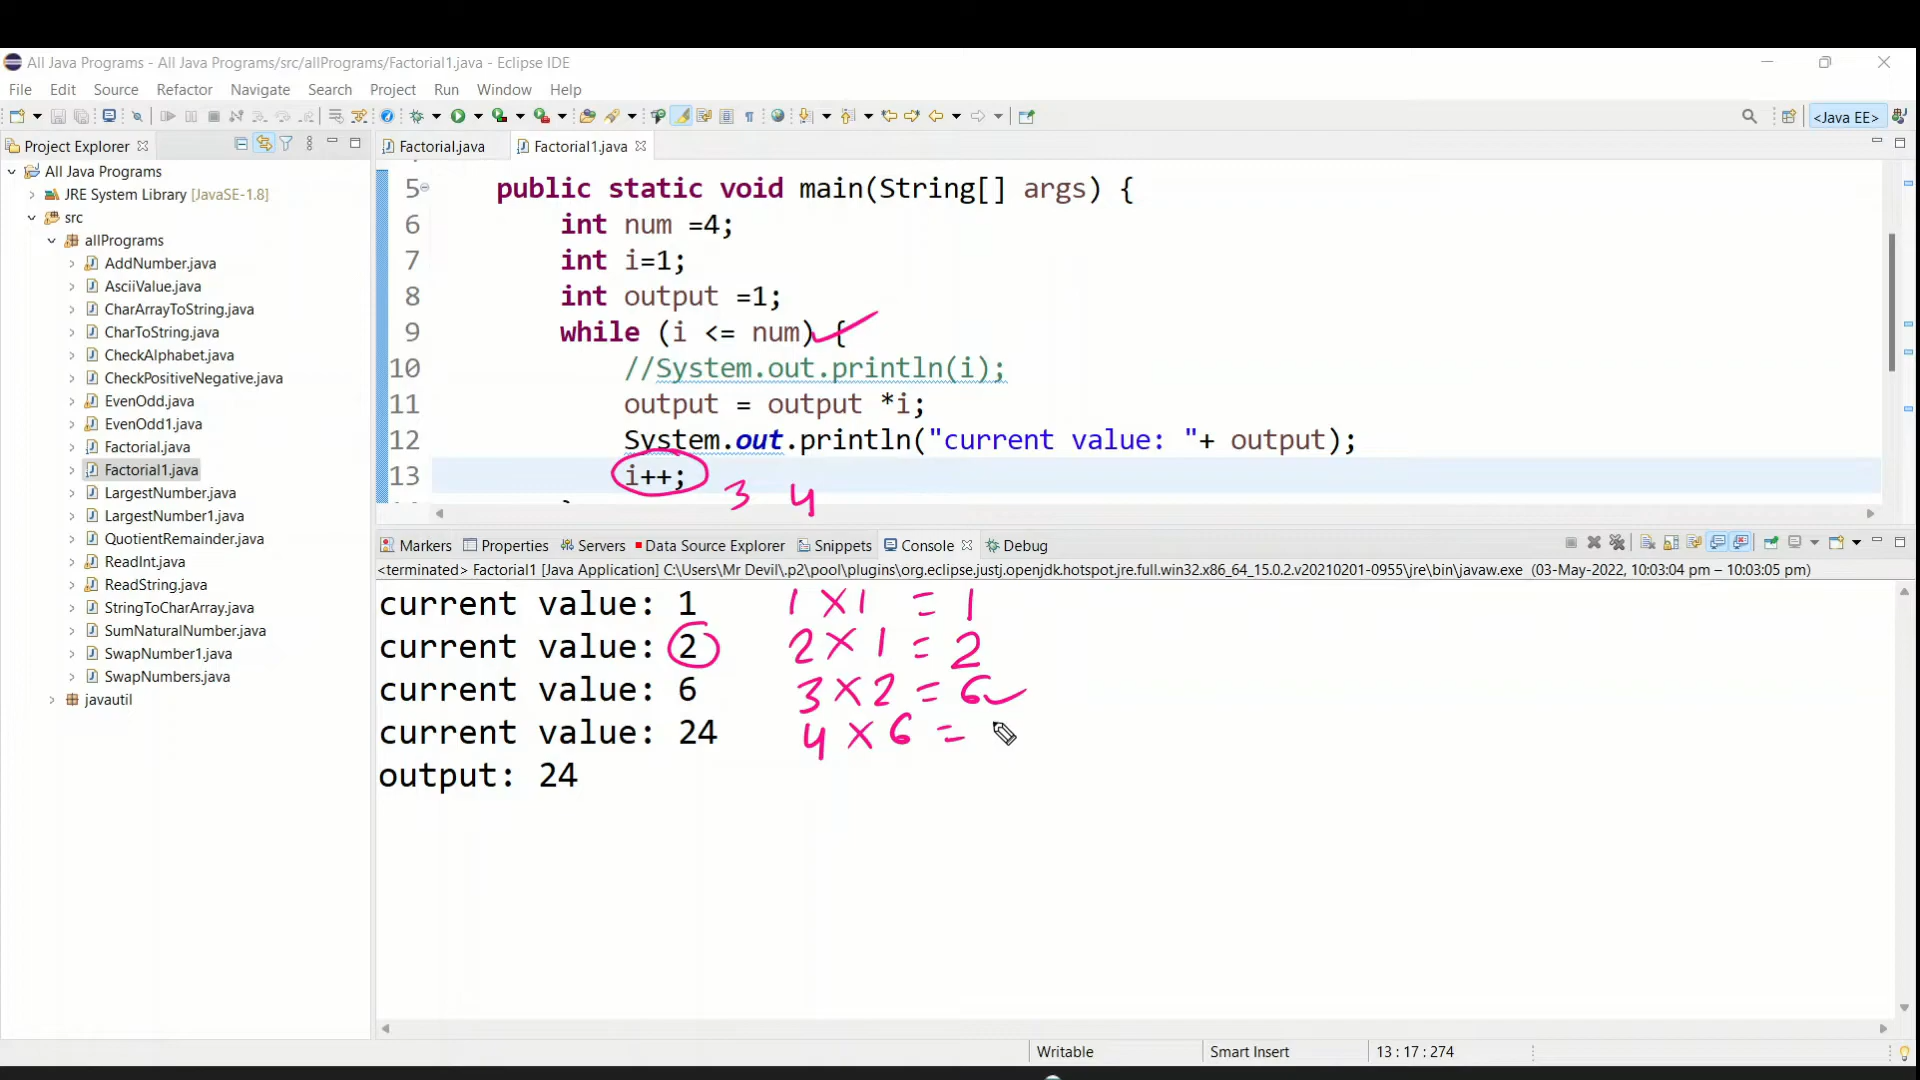 All Java Programs - All Java Programs/src/allPrograms/Factorial1.java - Eclipse IDE
File Edit Source Refactor Navigate Search Project Run Window Help
<Java EE>
Project Explorer
All Java Programs
JRE System Library [JavaSE-1.8]
src
allPrograms
AddNumber.java
AsciiValue.java
CharArrayToString.java
CharToString.java
CheckAlphabet.java
CheckPositiveNegative.java
EvenOdd.java
EvenOdd1.java
Factorial.java
Factorial1.java
LargestNumber.java
LargestNumber1.java
QuotientRemainder.java
ReadInt.java
ReadString.java
StringToCharArray.java
SumNaturalNumber.java
SwapNumber1.java
SwapNumbers.java
javautil
Factorial.java Factorial1.java
5 public static void main(String[] args) {
6 int num =4;
7 int i=1;
8 int output =1;
9 while (i <= num) {
10 //System.out.println(i);
11 output = output *i;
12 System.out.println("current value: "+ output);
13 i++;
3 4
Markers Properties Servers Data Source Explorer Snippets Console Debug
<terminated> Factorial1 [Java Application] C:\Users\Mr Devil\.p2\pool\plugins\org.eclipse.justj.openjdk.hotspot.jre.full.win32.x86_64_15.0.2.v20210201-0955\jre\bin\javaw.exe (03-May-2022, 10:03:04 pm – 10:03:05 pm)
current value: 1 1 X 1 = 1
current value: 2 2 X 1 = 2
current value: 6 3 X 2 = 6
current value: 24 4 X 6 =
output: 24
Writable Smart Insert 13 : 17 : 274